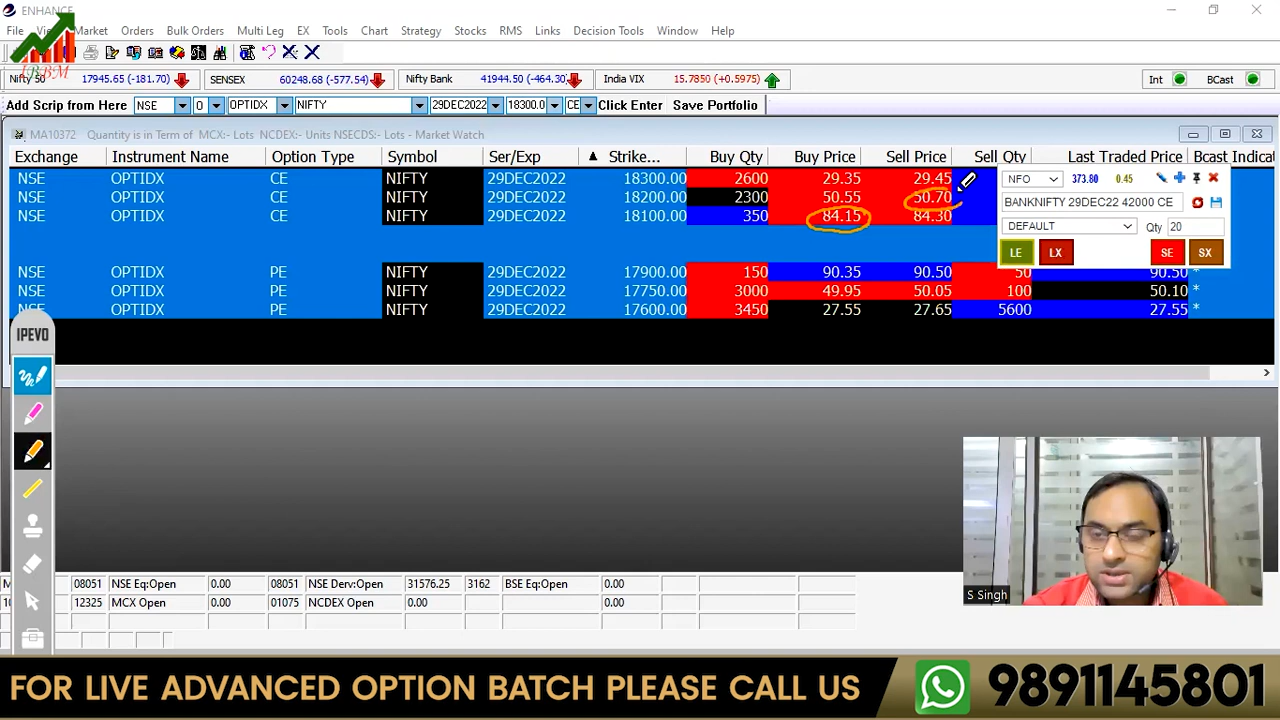 ENHANCE
File View Market Orders Bulk Orders Multi Leg EX Tools Chart Strategy Stocks RMS Links Decision Tools Window Help
IBBM
Nifty 50 17945.65 (-181.70) SENSEX 60248.68 (-577.54) Nifty Bank 41944.50 (-464.30) India VIX 15.7850 (+0.5975) Int BCast
Add Scrip from Here NSE 0 OPTIDX NIFTY 29DEC2022 18300.0 CE Click Enter Save Portfolio
MA10372 Quantity is in Term of MCX:- Lots NCDEX:- Units NSECDS:- Lots - Market Watch
Exchange Instrument Name Option Type Symbol Ser/Exp Strike... Buy Qty Buy Price Sell Price Sell Qty Last Traded Price Bcast Indicat
NSE OPTIDX CE NIFTY 29DEC2022 18300.00 2600 29.35 29.45
NSE OPTIDX CE NIFTY 29DEC2022 18200.00 2300 50.55 50.70
NSE OPTIDX CE NIFTY 29DEC2022 18100.00 350 84.15 84.30
NFO 373.80 0.45
BANKNIFTY 29DEC22 42000 CE
DEFAULT Qty 20
LE LX SE SX
NSE OPTIDX PE NIFTY 29DEC2022 17900.00 150 90.35 90.50 50 90.50 *
NSE OPTIDX PE NIFTY 29DEC2022 17750.00 3000 49.95 50.05 100 50.10 *
NSE OPTIDX PE NIFTY 29DEC2022 17600.00 3450 27.55 27.65 5600 27.55 *
IPEVO
08051 NSE Eq:Open 0.00 08051 NSE Derv:Open 31576.25 3162 BSE Eq:Open 0.00
12325 MCX Open 0.00 01075 NCDEX Open 0.00 0.00
S Singh
FOR LIVE ADVANCED OPTION BATCH PLEASE CALL US 9891145801